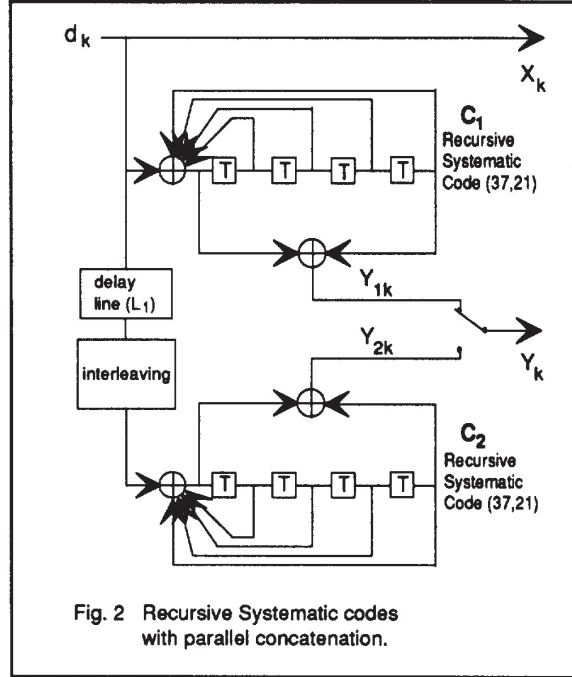 d k
X k
C 1
Recursive
Systematic
Code (37,21)
T T T T
delay
line (L 1)
Y 1k
interleaving
Y 2k
Y k
C 2
Recursive
Systematic
Code (37,21)
T T T T
Fig. 2 Recursive Systematic codes
with parallel concatenation.